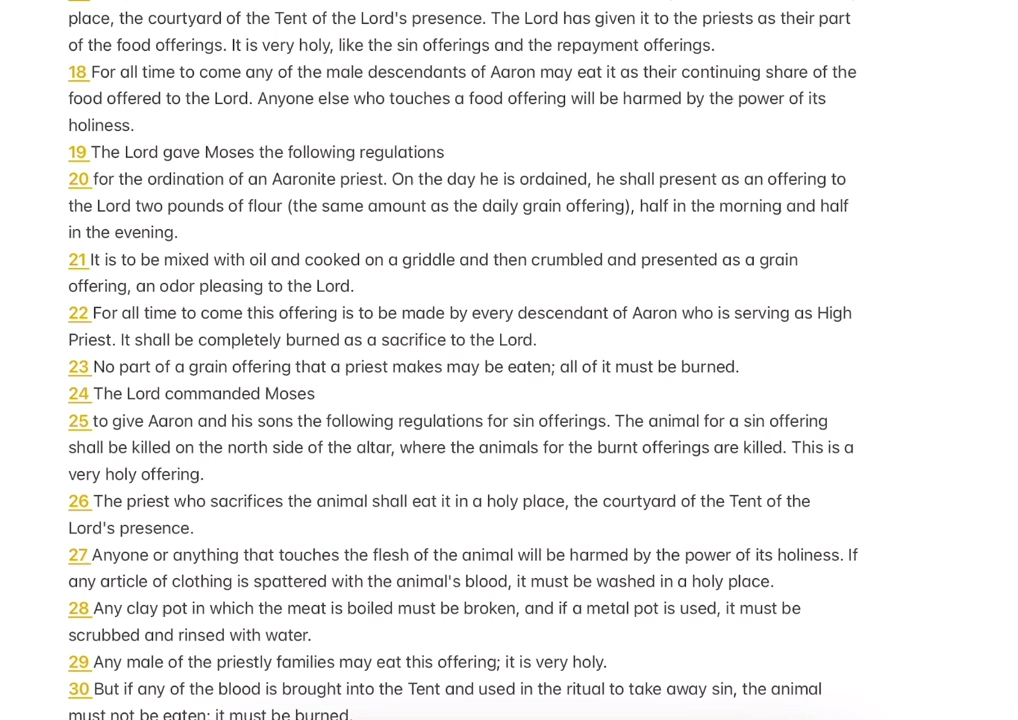 place, the courtyard of the Tent of the Lord's presence. The Lord has given it to the priests as their part
of the food offerings. It is very holy, like the sin offerings and the repayment offerings.
18 For all time to come any of the male descendants of Aaron may eat it as their continuing share of the
food offered to the Lord. Anyone else who touches a food offering will be harmed by the power of its
holiness.
19 The Lord gave Moses the following regulations
20 for the ordination of an Aaronite priest. On the day he is ordained, he shall present as an offering to
the Lord two pounds of flour (the same amount as the daily grain offering), half in the morning and half
in the evening.
21 It is to be mixed with oil and cooked on a griddle and then crumbled and presented as a grain
offering, an odor pleasing to the Lord.
22 For all time to come this offering is to be made by every descendant of Aaron who is serving as High
Priest. It shall be completely burned as a sacrifice to the Lord.
23 No part of a grain offering that a priest makes may be eaten; all of it must be burned.
24 The Lord commanded Moses
25 to give Aaron and his sons the following regulations for sin offerings. The animal for a sin offering
shall be killed on the north side of the altar, where the animals for the burnt offerings are killed. This is a
very holy offering.
26 The priest who sacrifices the animal shall eat it in a holy place, the courtyard of the Tent of the
Lord's presence.
27 Anyone or anything that touches the flesh of the animal will be harmed by the power of its holiness. If
any article of clothing is spattered with the animal's blood, it must be washed in a holy place.
28 Any clay pot in which the meat is boiled must be broken, and if a metal pot is used, it must be
scrubbed and rinsed with water.
29 Any male of the priestly families may eat this offering; it is very holy.
30 But if any of the blood is brought into the Tent and used in the ritual to take away sin, the animal
must not be eaten; it must be burned.